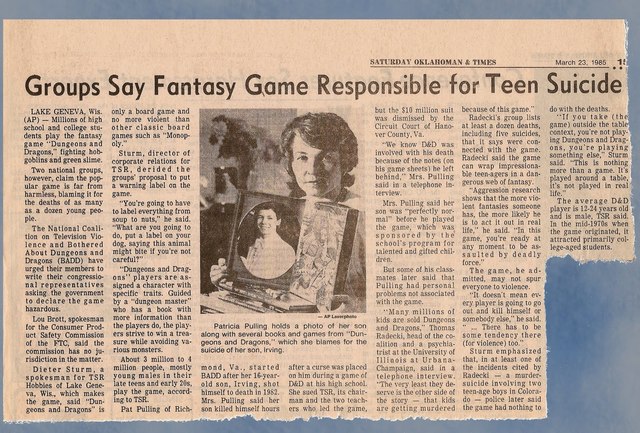 SATURDAY OKLAHOMAN & TIMES
March 23, 1985
Groups Say Fantasy Game Responsible for Teen Suicide
LAKE GENEVA, Wis.
(AP) — Millions of high
school and college stu-
dents play the fantasy
game "Dungeons and
Dragons," fighting hob-
goblins and green slime.
Two national groups,
however, claim the pop-
ular game is far from
harmless, blaming it for
the deaths of as many
as a dozen young peo-
ple.
The National Coali-
tion on Television Vio-
lence and Bothered
About Dungeons and
Dragons (BADD) have
urged their members to
write their congressio-
nal representatives
asking the government
to declare the game
hazardous.
Lou Brott, spokesman
for the Consumer Prod-
uct Safety Commission
of the FTC, said the
commission has no ju-
risdiction in the matter.
Dieter Sturm, a
spokesman for TSR
Hobbies of Lake Gene-
va, Wis., which makes
the game, said "Dun-
geons and Dragons" is
only a board game and
no more violent than
other classic board
games such as "Monop-
oly."
Sturm, director of
corporate relations for
TSR, derided the
groups' proposal to put
a warning label on the
game.
"You're going to have
to label everything from
soup to nuts," he said.
"What are you going to
do, put a label on your
dog, saying this animal
might bite if you're not
careful?"
"Dungeons and Drag-
ons" players are as-
signed a character with
specific traits. Guided
by a "dungeon master"
who has a book with
more information than
the players do, the play-
ers strive to win a trea-
sure while avoiding va-
rious monsters.
About 3 million to 4
million people, mostly
young males in their
late teens and early 20s,
play the game, accord-
ing to TSR.
Pat Pulling of Rich-
— AP Laserphoto
Patricia Pulling holds a photo of her son
along with several books and games from "Dun-
geons and Dragons," which she blames for the
suicide of her son, Irving.
mond, Va., started
BADD after her 16-year-
old son, Irving, shot
himself to death in 1982.
Mrs. Pulling said her
son killed himself hours
after a curse was placed
on him during a game of
D&D at his high school.
She sued TSR, its chair-
man and the two teach-
ers who led the game,
but the $10 million suit
was dismissed by the
Circuit Court of Hano-
ver County, Va.
"We know D&D was
involved with his death
because of the notes (on
his game sheets) he left
behind," Mrs. Pulling
said in a telephone in-
terview.
Mrs. Pulling said her
son was "perfectly nor-
mal" before he played
the game, which was
sponsored by the
school's program for
talented and gifted chil-
dren.
But some of his class-
mates later said that
Pulling had personal
problems not associated
with the game.
"Many millions of
kids are sold Dungeons
and Dragons," Thomas
Radecki, head of the co-
alition and a psychia-
trist at the University of
Illinois at Urbana-
Champaign, said in a
telephone interview.
"The very least they de-
serve is the other side of
the story — that kids
are getting murdered
because of this game."
Radecki's group lists
at least a dozen deaths,
including five suicides,
that it says were con-
nected with the game.
Radecki said the game
can wrap impressiona-
ble teen-agers in a dan-
gerous web of fantasy.
"Aggression research
shows that the more vio-
lent fantasies someone
has, the more likely he
is to act it out in real
life," he said. "In this
game, you're ready at
any moment to be as-
saulted by deadly
force."
The game, he ad-
mitted, may not spur
everyone to violence.
"It doesn't mean ev-
ery player is going to go
out and kill himself or
somebody else," he said.
"... There has to be
some tendency there
(for violence) too."
Sturm emphasized
that, in at least one of
the incidents cited by
Radecki — a murder-
suicide involving two
teen-age boys in Colora-
do — police later said
the game had nothing to
do with the deaths.
"If you take (the
game) outside the table
context, you're not play-
ing Dungeons and Drag-
ons, you're playing
something else," Sturm
said. "This is nothing
more than a game. It's
played around a table,
it's not played in real
life."
The average D&D
player is 12-24 years old
and is male, TSR said.
In the mid-1970s when
the game originated, it
attracted primarily col-
lege-aged students.